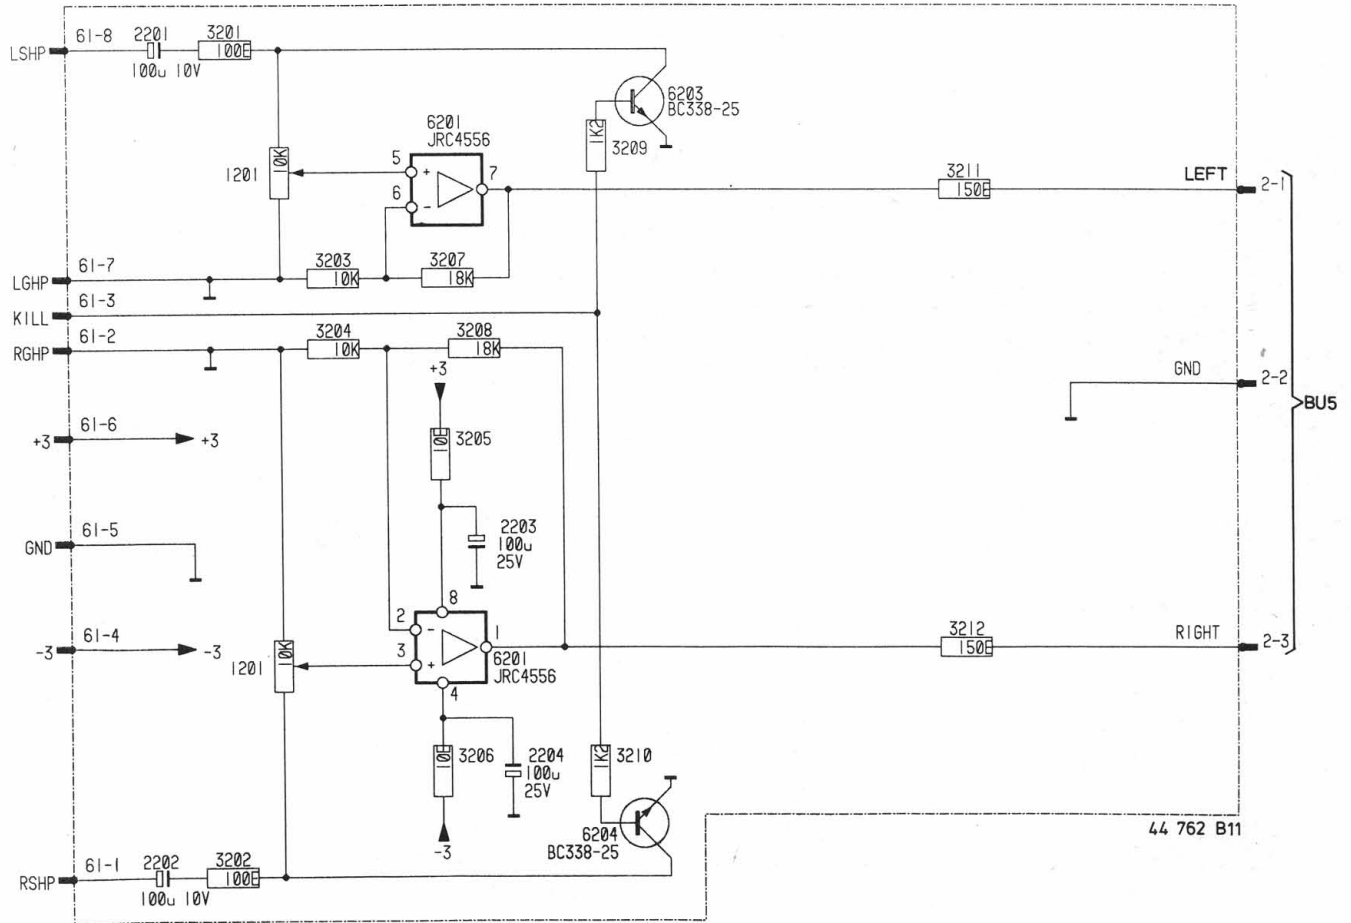 LSHP
61-8
2201
100u 10V
3201
100E
6203
BC338-25
1K2
3209
6201
JRC4556
10K
1201
5
+
6
-
7
3211
150E
LEFT
2-1
LGHP
61-7
3203
10K
3207
18K
KILL
61-3
RGHP
61-2
3204
10K
3208
18K
+3
GND
2-2
BU5
+3
61-6
+3
10E
3205
GND
61-5
2203
100u
25V
8
2
-
3
+
1
4
6201
JRC4556
-3
61-4
-3
1201
10K
3212
150E
RIGHT
2-3
10E
3206
2204
100u
25V
-3
1K2
3210
6204
BC338-25
44 762 B11
RSHP
61-1
2202
100u 10V
3202
100E